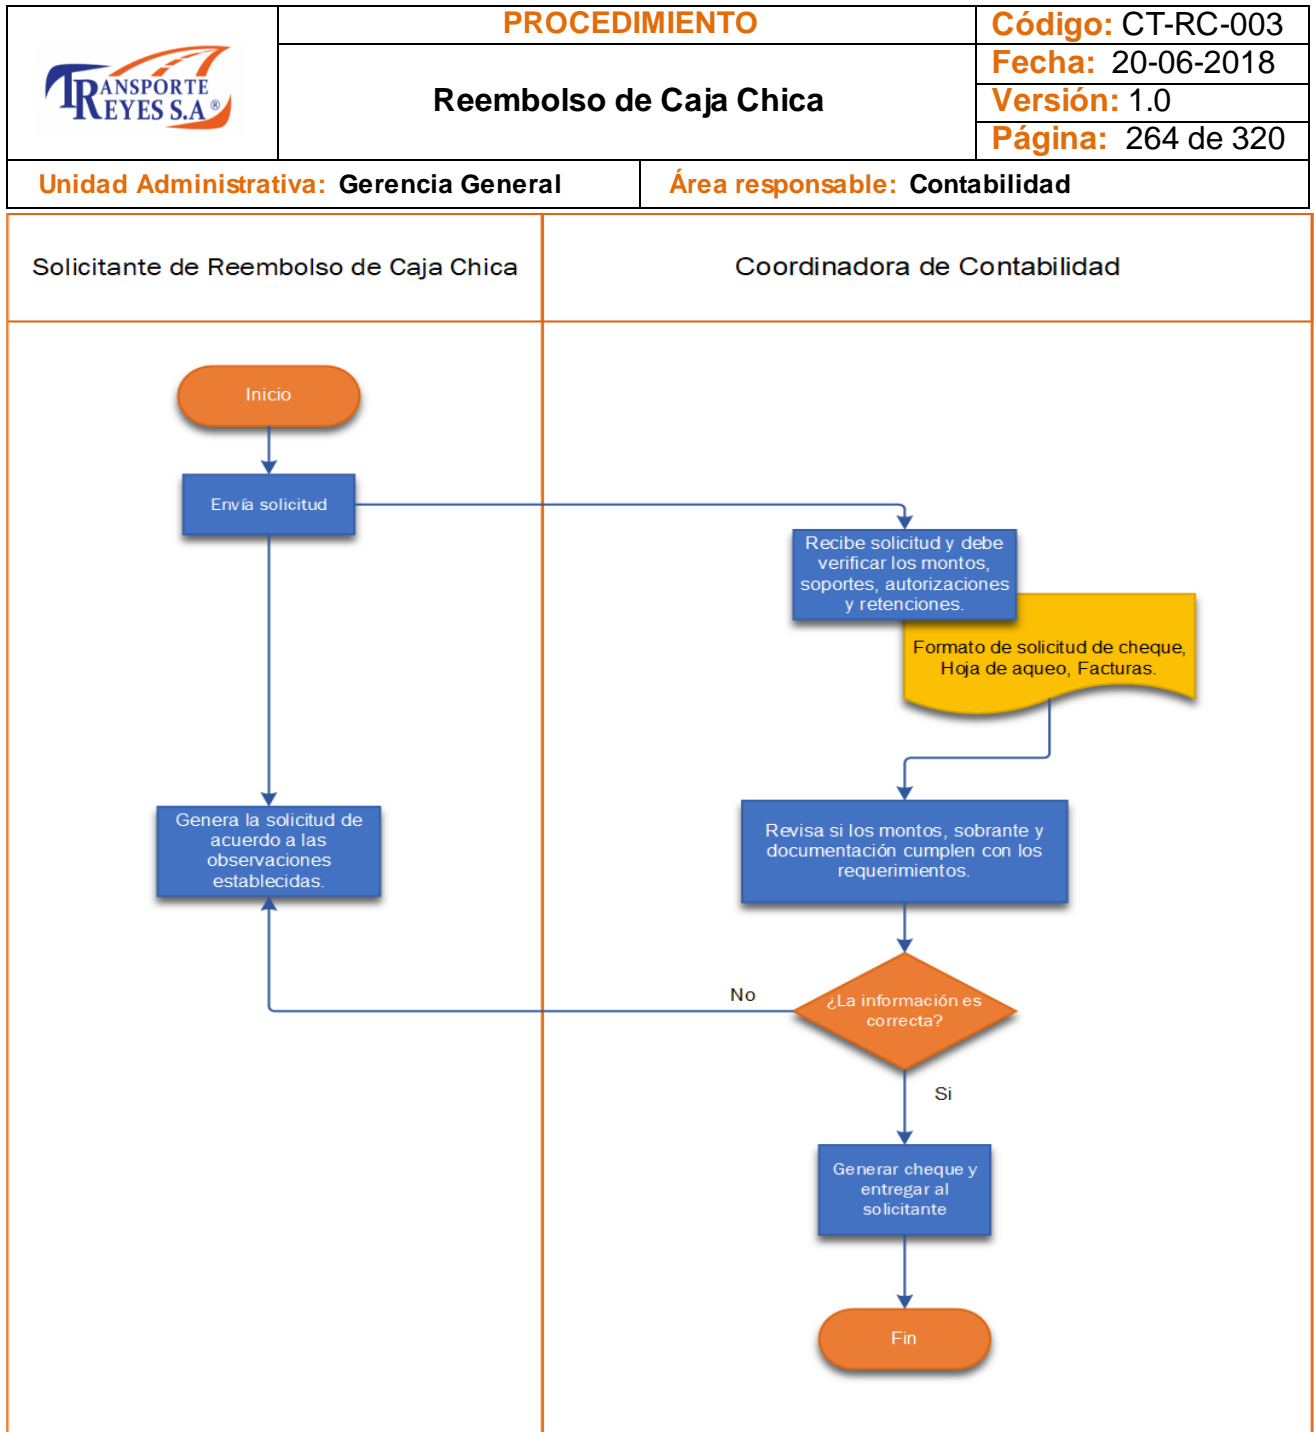 TRANSPORTE
REYES S.A®
PROCEDIMIENTO
Reembolso de Caja Chica
Código: CT-RC-003
Fecha: 20-06-2018
Versión: 1.0
Página: 264 de 320
Unidad Administrativa: Gerencia General
Área responsable: Contabilidad
Solicitante de Reembolso de Caja Chica
Coordinadora de Contabilidad
Inicio
Envía solicitud
Recibe solicitud y debe
verificar los montos,
soportes, autorizaciones
y retenciones.
Formato de solicitud de cheque,
Hoja de aqueo, Facturas.
Genera la solicitud de
acuerdo a las
observaciones
establecidas.
Revisa si los montos, sobrante y
documentación cumplen con los
requerimientos.
No
¿La información es
correcta?
Si
Generar cheque y
entregar al
solicitante
Fin